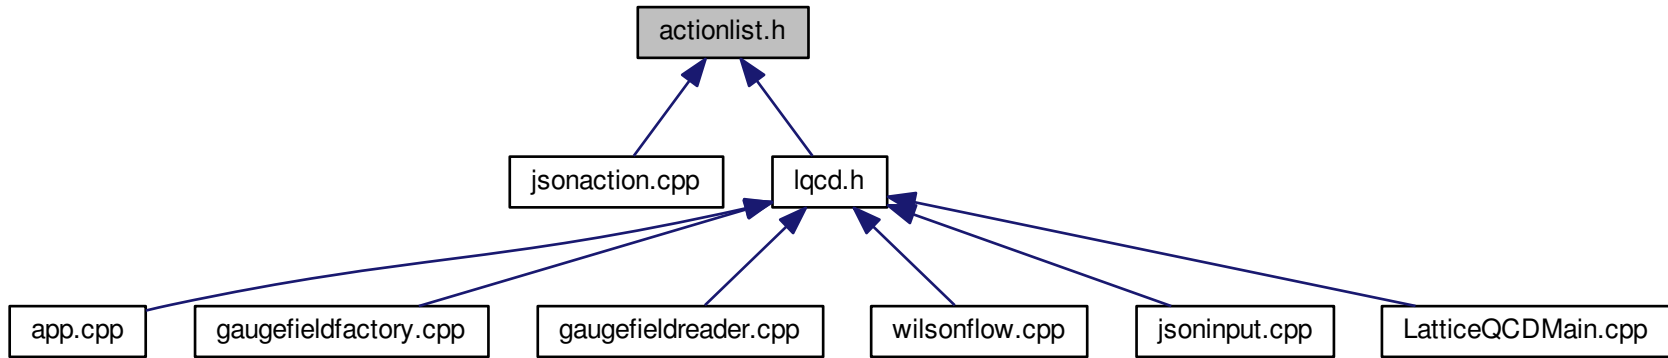 actionlist.h
jsonaction.cpp
lqcd.h
app.cpp
gaugefieldfactory.cpp
gaugefieldreader.cpp
wilsonflow.cpp
jsoninput.cpp
LatticeQCDMain.cpp